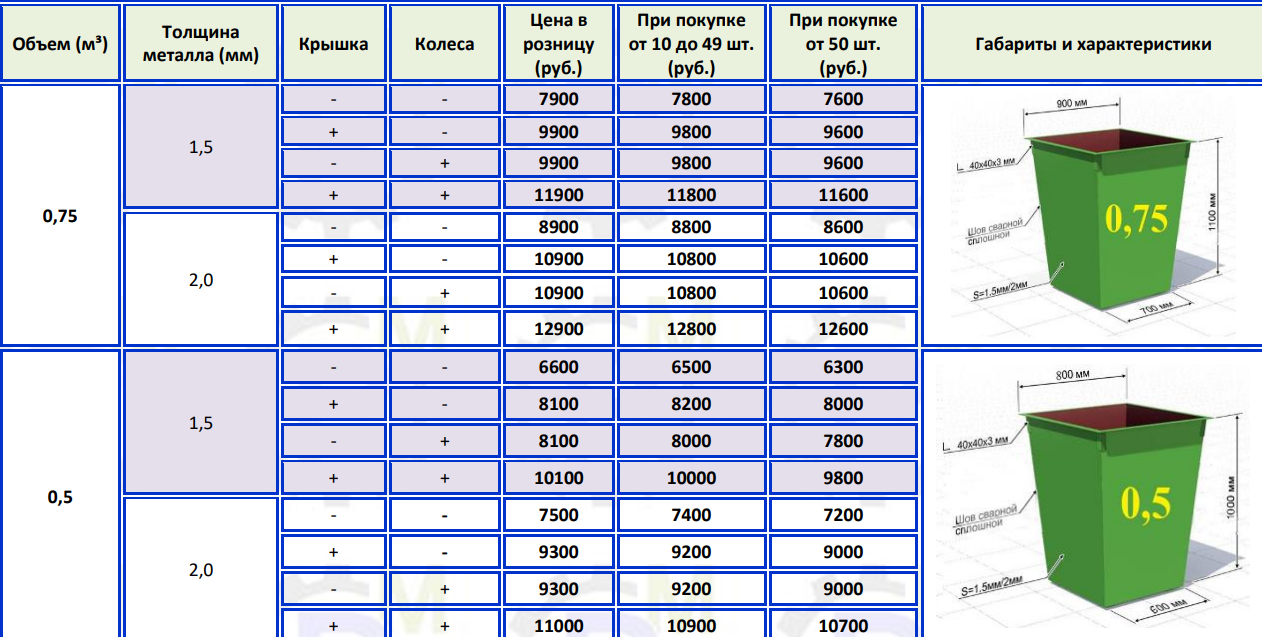 Объем (м³) Толщина металла (мм) Крышка Колеса Цена в розницу (руб.) При покупке от 10 до 49 шт. (руб.) При покупке от 50 шт. (руб.) Габариты и характеристики
0,75
1,5
- - 7900 7800 7600
+ - 9900 9800 9600
- + 9900 9800 9600
+ + 11900 11800 11600
2,0
- - 8900 8800 8600
+ - 10900 10800 10600
- + 10900 10800 10600
+ + 12900 12800 12600
900 мм
L 40х40х3 мм
0,75
1100 мм
Шов сварной
сплошной
S=1.5мм/2мм
700 мм
0,5
1,5
- - 6600 6500 6300
+ - 8100 8200 8000
- + 8100 8000 7800
+ + 10100 10000 9800
2,0
- - 7500 7400 7200
+ - 9300 9200 9000
- + 9300 9200 9000
+ + 11000 10900 10700
800 мм
L 40х40х3 мм
0,5
1000 мм
Шов сварной
сплошной
S=1.5мм/2мм
600 мм